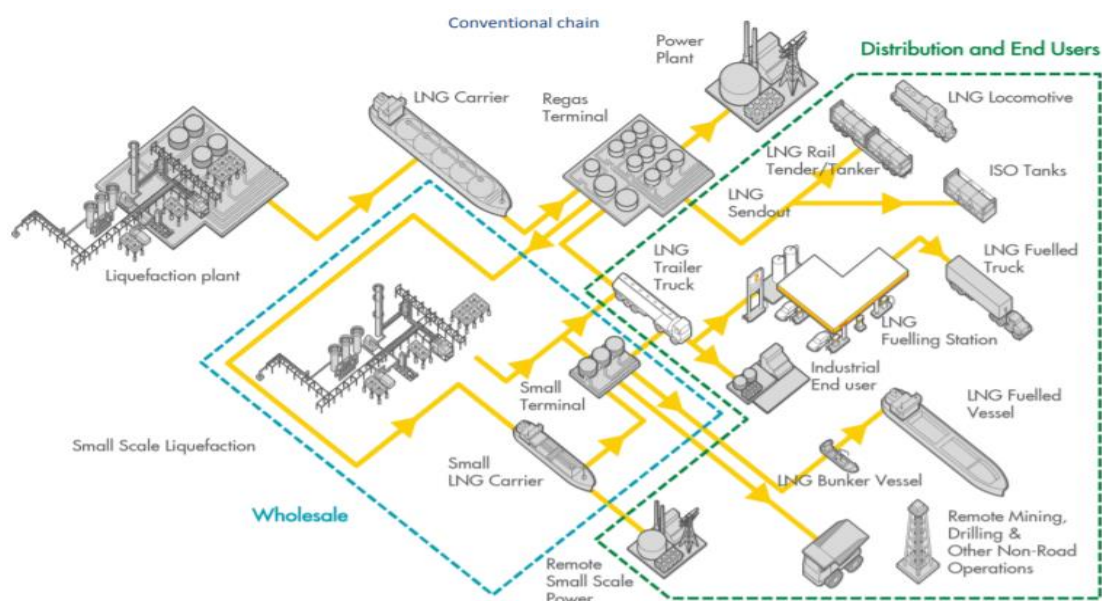 Conventional chain
Power
Plant
Distribution and End Users
LNG Carrier
Regas
Terminal
LNG Locomotive
LNG Rail
Tender/Tanker
ISO Tanks
LNG
Sendout
Liquefaction plant
LNG
Trailer
Truck
LNG Fuelled
Truck
LNG
Fuelling Station
Industrial
End user
Small
Terminal
LNG Fuelled
Vessel
Small Scale Liquefaction
Small
LNG Carrier
LNG Bunker Vessel
Wholesale
Remote Mining,
Drilling &
Other Non-Road
Operations
Remote
Small Scale
Power